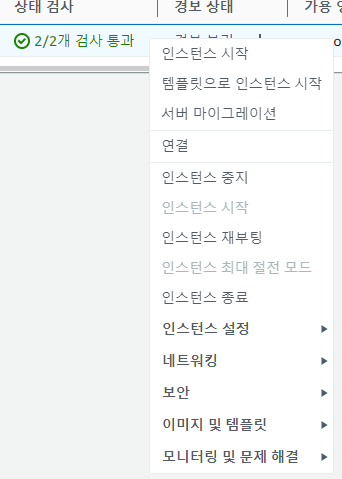 상태 검사 경보 상태 가용 영
2/2개 검사 통과
인스턴스 시작
템플릿으로 인스턴스 시작
서버 마이그레이션
연결
인스턴스 중지
인스턴스 시작
인스턴스 재부팅
인스턴스 최대 절전 모드
인스턴스 종료
인스턴스 설정
네트워킹
보안
이미지 및 템플릿
모니터링 및 문제 해결